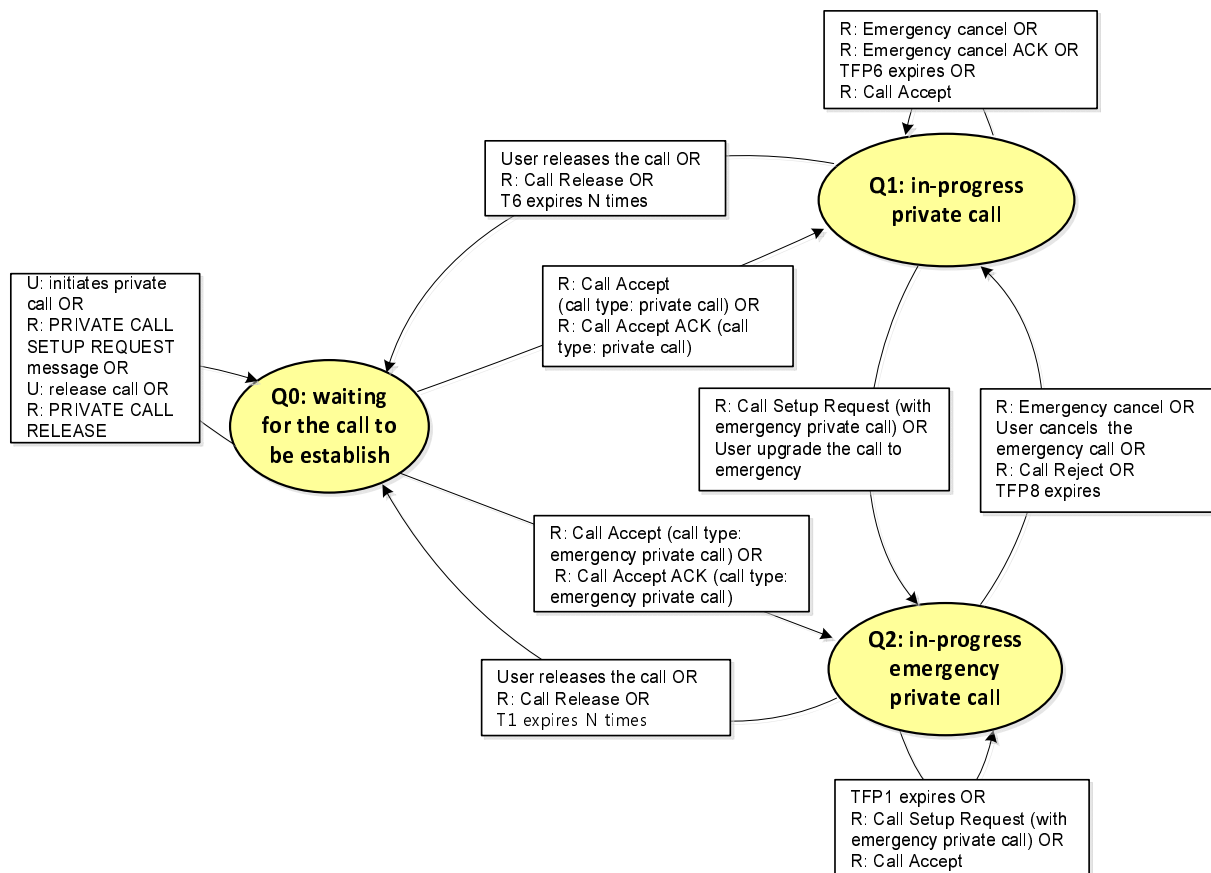 R: Emergency cancel OR
R: Emergency cancel ACK OR
TFP6 expires OR
R: Call Accept
User releases the call OR
R: Call Release OR
T6 expires N times
Q1: in-progress
private call
R: Call Accept
(call type: private call) OR
R: Call Accept ACK (call
type: private call)
U: initiates private
call OR
R: PRIVATE CALL
SETUP REQUEST
message OR
U: release call OR
R: PRIVATE CALL
RELEASE
Q0: waiting
for the call to
be establish
R: Call Setup Request (with
emergency private call) OR
User upgrade the call to
emergency
R: Emergency cancel OR
User cancels the
emergency call OR
R: Call Reject OR
TFP8 expires
R: Call Accept (call type:
emergency private call) OR
R: Call Accept ACK (call type:
emergency private call)
Q2: in-progress
emergency
private call
User releases the call OR
R: Call Release OR
T1 expires N times
TFP1 expires OR
R: Call Setup Request (with
emergency private call) OR
R: Call Accept